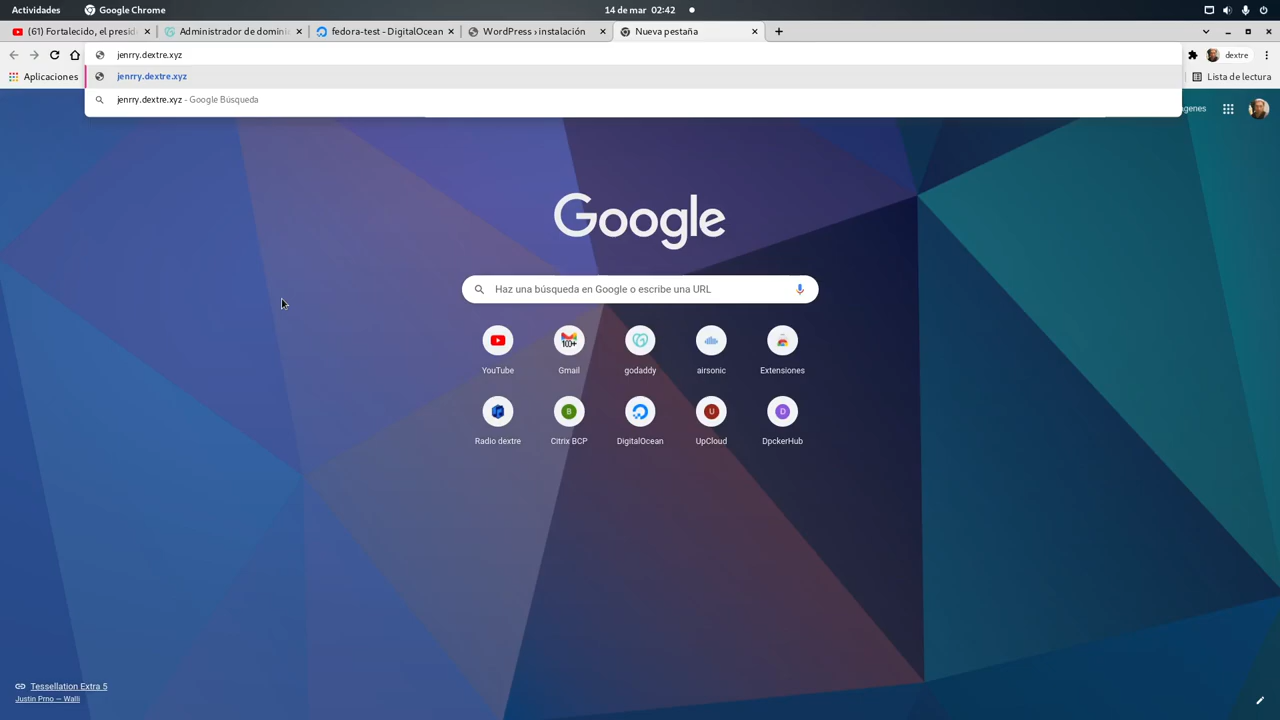 Actividades Google Chrome 14 de mar 02:42
(61) Fortalecido, el presid Administrador de dominio fedora-test - DigitalOcean WordPress › instalación Nueva pestaña
jenrry.dextre.xyz
dextre
Aplicaciones jenrry.dextre.xyz Lista de lectura
jenrry.dextre.xyz - Google Búsqueda
genes
Google
Haz una búsqueda en Google o escribe una URL
100+
YouTube Gmail godaddy airsonic Extensiones
B U D
Radio dextre Citrix BCP DigitalOcean UpCloud DpckerHub
Tessellation Extra 5
Justin Prno — Walli